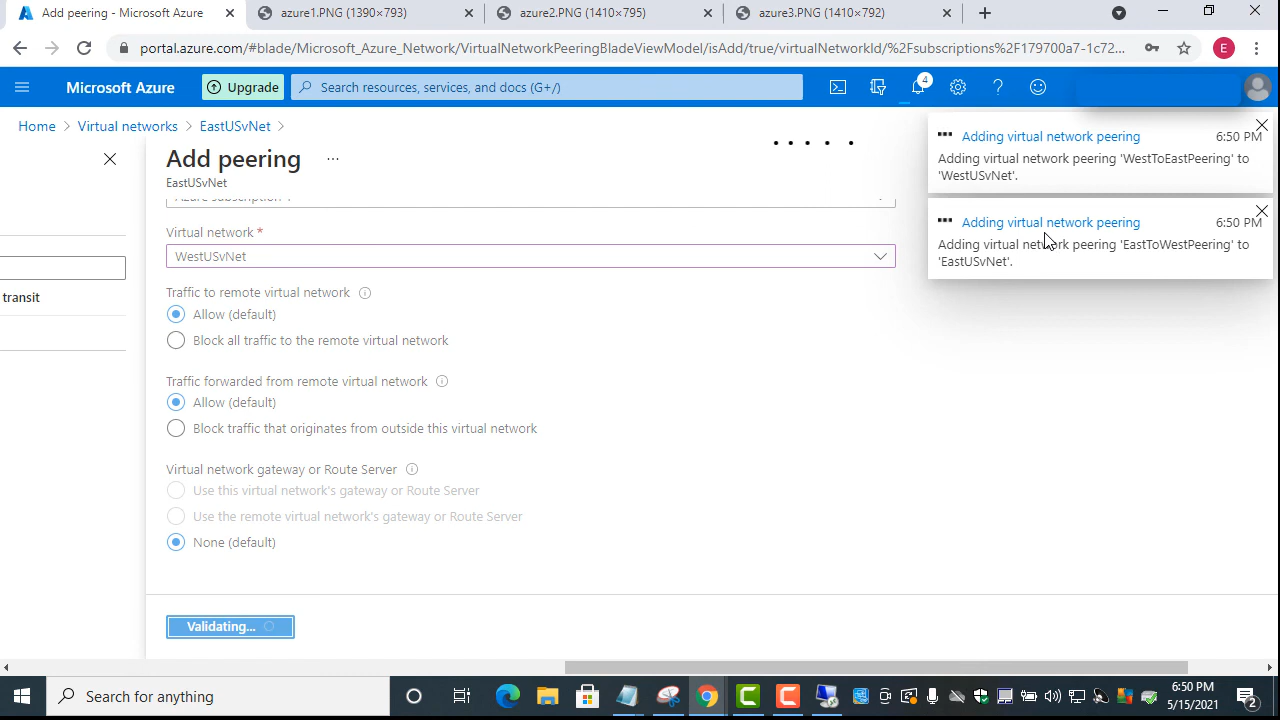 Add peering - Microsoft Azure
azure1.PNG (1390×793)
azure2.PNG (1410×795)
azure3.PNG (1410×792)
portal.azure.com/#blade/Microsoft_Azure_Network/VirtualNetworkPeeringBladeViewModel/isAdd/true/virtualNetworkId/%2Fsubscriptions%2F179700a7-1c72...
E
Microsoft Azure
Upgrade
Search resources, services, and docs (G+/)
4
Home > Virtual networks > EastUSvNet >
Add peering ...
EastUSvNet
Azure subscription 1
Virtual network *
WestUSvNet
Traffic to remote virtual network
Allow (default)
Block all traffic to the remote virtual network
Traffic forwarded from remote virtual network
Allow (default)
Block traffic that originates from outside this virtual network
Virtual network gateway or Route Server
Use this virtual network's gateway or Route Server
Use the remote virtual network's gateway or Route Server
None (default)
Validating...
transit
Adding virtual network peering 6:50 PM
Adding virtual network peering 'WestToEastPeering' to
'WestUSvNet'.
Adding virtual network peering 6:50 PM
Adding virtual network peering 'EastToWestPeering' to
'EastUSvNet'.
Search for anything
6:50 PM
5/15/2021
2